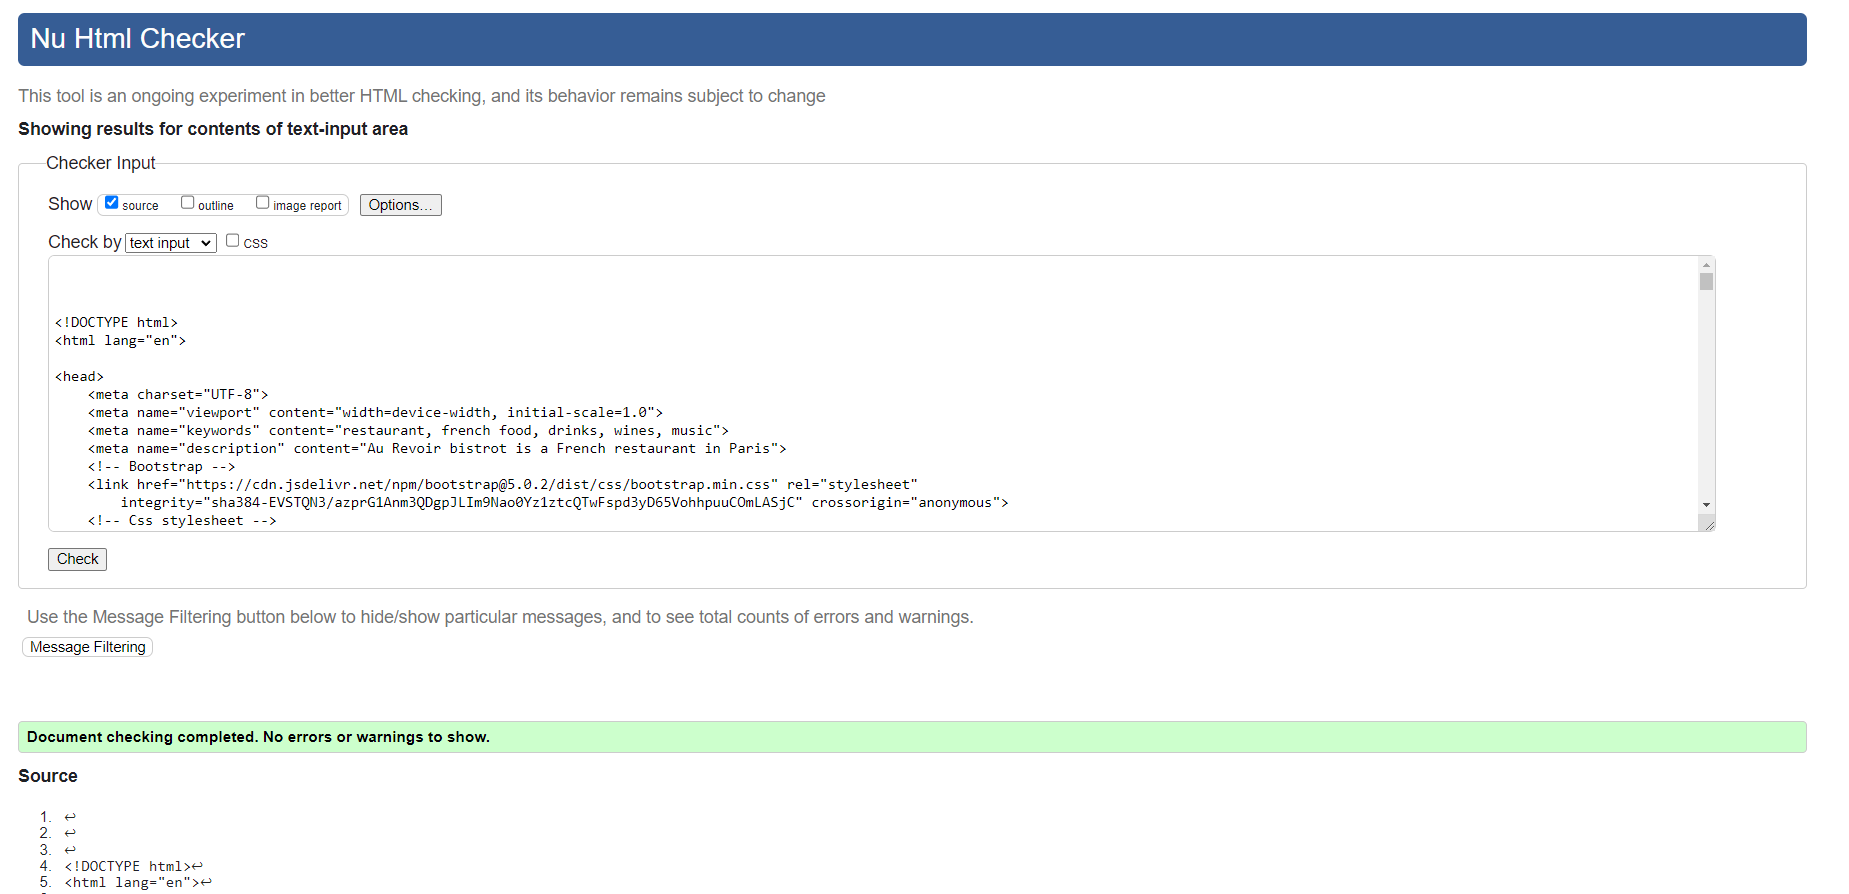 Nu Html Checker
This tool is an ongoing experiment in better HTML checking, and its behavior remains subject to change
Showing results for contents of text-input area
Checker Input
Show source outline image report Options...
Check by text input CSS
<!DOCTYPE html>
<html lang="en">
<head>
<meta charset="UTF-8">
<meta name="viewport" content="width=device-width, initial-scale=1.0">
<meta name="keywords" content="restaurant, french food, drinks, wines, music">
<meta name="description" content="Au Revoir bistrot is a French restaurant in Paris">
<!-- Bootstrap -->
<link href="https://cdn.jsdelivr.net/npm/bootstrap@5.0.2/dist/css/bootstrap.min.css" rel="stylesheet"
integrity="sha384-EVSTQN3/azprG1Anm3QDgpJLIm9Nao0Yz1ztcQTwFspd3yD65VohhpuuCOmLASjC" crossorigin="anonymous">
<!-- Css stylesheet -->
Check
Use the Message Filtering button below to hide/show particular messages, and to see total counts of errors and warnings.
Message Filtering
Document checking completed. No errors or warnings to show.
Source
1. ↩
2. ↩
3. ↩
4. <!DOCTYPE html>↩
5. <html lang="en">↩